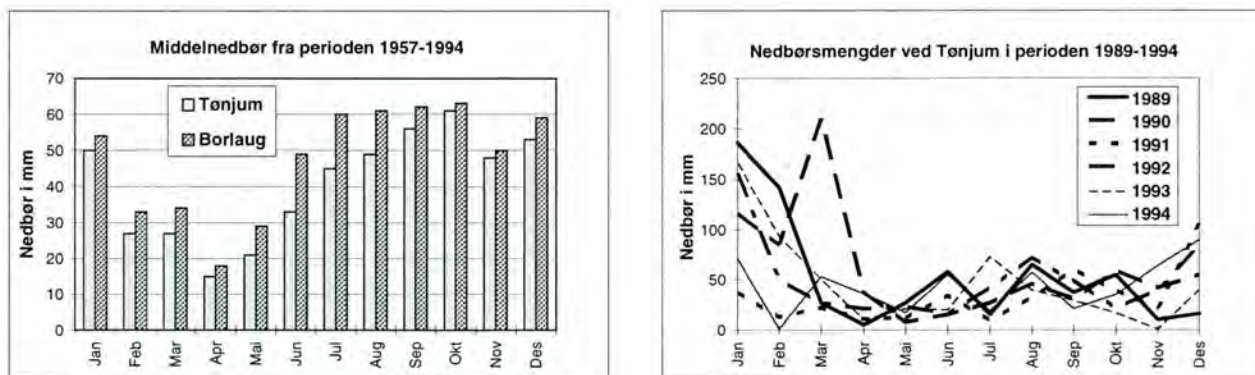 Middelnedbør fra perioden 1957-1994
Nedbør i mm
70
60
50
40
30
20
10
0
Tønjum
Borlaug
Jan
Feb
Mar
Apr
Mai
Jun
Jul
Aug
Sep
Okt
Nov
Des
Nedbørsmengder ved Tønjum i perioden 1989-1994
Nedbør i mm
250
200
150
100
50
0
1989
1990
1991
1992
1993
1994
Jan
Feb
Mar
Apr
Mai
Jun
Jul
Aug
Sep
Okt
Nov
Des